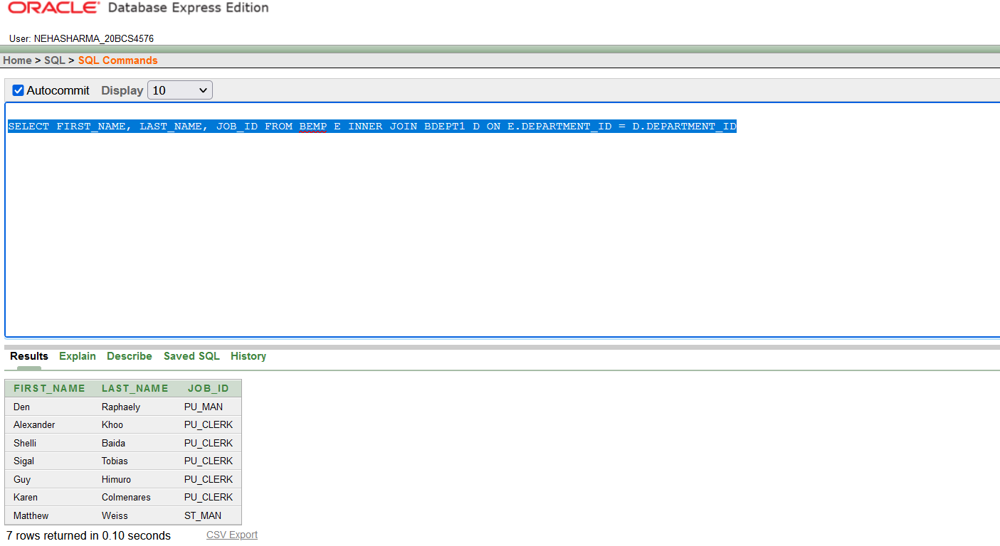 ORACLE® Database Express Edition
User: NEHASHARMA_20BCS4576
Home > SQL > SQL Commands
Autocommit Display 10
SELECT FIRST_NAME, LAST_NAME, JOB_ID FROM BEMP E INNER JOIN BDEPT1 D ON E.DEPARTMENT_ID = D.DEPARTMENT_ID
Results Explain Describe Saved SQL History
FIRST_NAME LAST_NAME JOB_ID
Den Raphaely PU_MAN
Alexander Khoo PU_CLERK
Shelli Baida PU_CLERK
Sigal Tobias PU_CLERK
Guy Himuro PU_CLERK
Karen Colmenares PU_CLERK
Matthew Weiss ST_MAN
7 rows returned in 0.10 seconds CSV Export